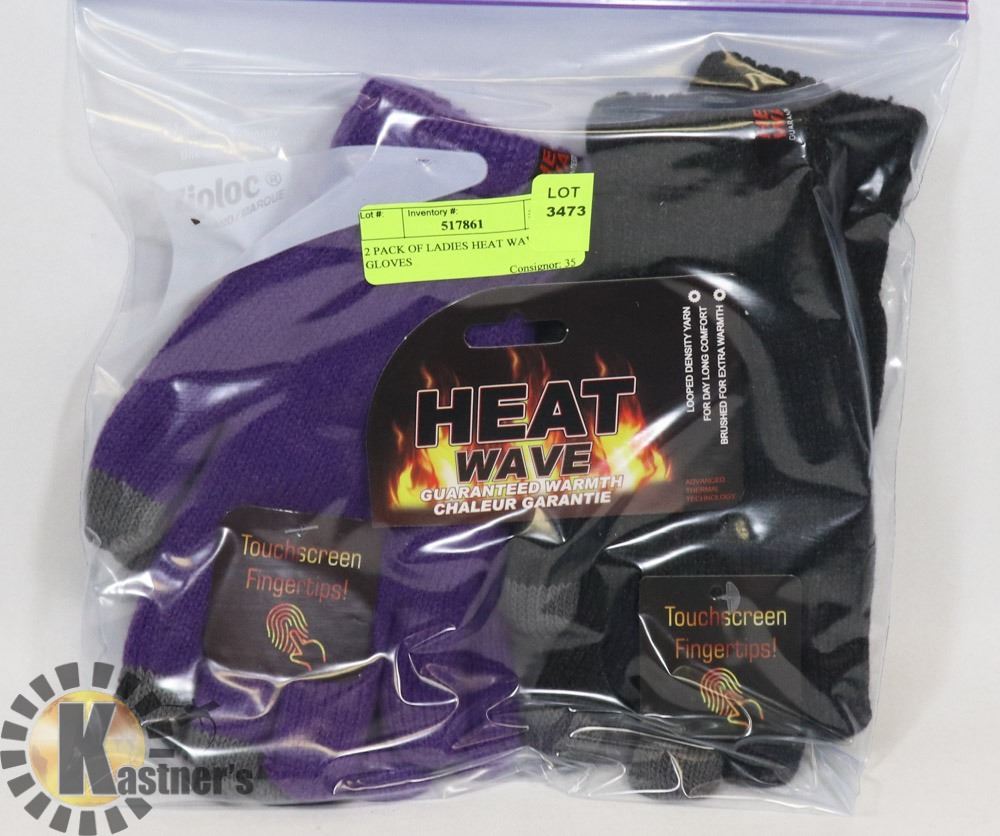 Ziploc®
LOT
3473
Lot #:
Inventory #:
517861
2 PACK OF LADIES HEAT
GLOVES
Consignor: 35
HEAT
WAVE
GUARANTEED WARMTH
CHALEUR GARANTIE
LOOPED DENSITY YARN
FOR DAY LONG COMFORT
BRUSHED FOR EXTRA WARMTH
ADVANCED
THERMAL
TECHNOLOGY
Touchscreen
Fingertips!
Touchscreen
Fingertips!
Kastner's